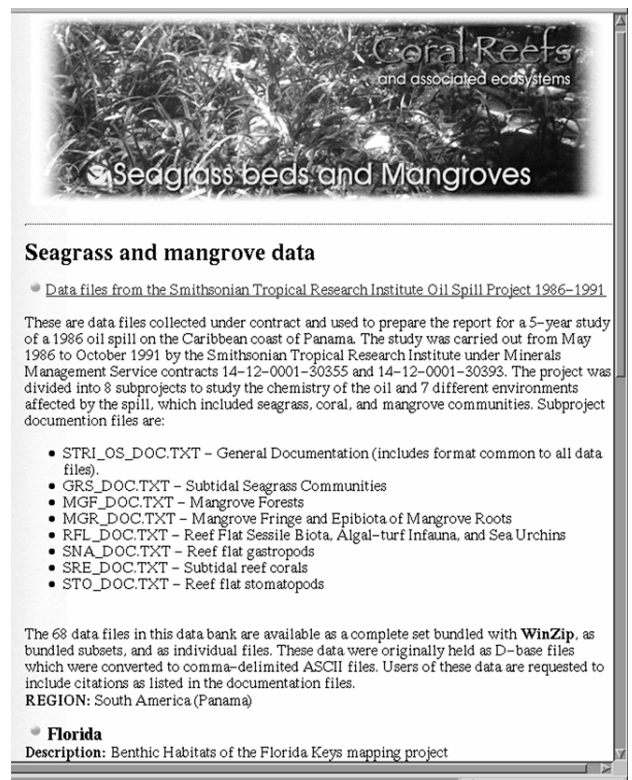 Coral Reefs
and associated ecosystems
Seagrass beds and Mangroves
Seagrass and mangrove data
Data files from the Smithsonian Tropical Research Institute Oil Spill Project 1986–1991
These are data files collected under contract and used to prepare the report for a 5–year study
of a 1986 oil spill on the Caribbean coast of Panama. The study was carried out from May
1986 to October 1991 by the Smithsonian Tropical Research Institute under Minerals
Management Service contracts 14–12–0001–30355 and 14–12–0001–30393. The project was
divided into 8 subprojects to study the chemistry of the oil and 7 different environments
affected by the spill, which included seagrass, coral, and mangrove communities. Subproject
documention files are:
• STRI_OS_DOC.TXT – General Documentation (includes format common to all data
files).
• GRS_DOC.TXT – Subtidal Seagrass Communities
• MGF_DOC.TXT – Mangrove Forests
• MGR_DOC.TXT – Mangrove Fringe and Epibiota of Mangrove Roots
• RFL_DOC.TXT – Reef Flat Sessile Biota, Algal–turf Infauna, and Sea Urchins
• SNA_DOC.TXT – Reef flat gastropods
• SRE_DOC.TXT – Subtidal reef corals
• STO_DOC.TXT – Reef flat stomatopods
The 68 data files in this data bank are available as a complete set bundled with WinZip, as
bundled subsets, and as individual files. These data were originally held as D–base files
which were converted to comma–delimited ASCII files. Users of these data are requested to
include citations as listed in the documentation files.
REGION: South America (Panama)
Florida
Description: Benthic Habitats of the Florida Keys mapping project